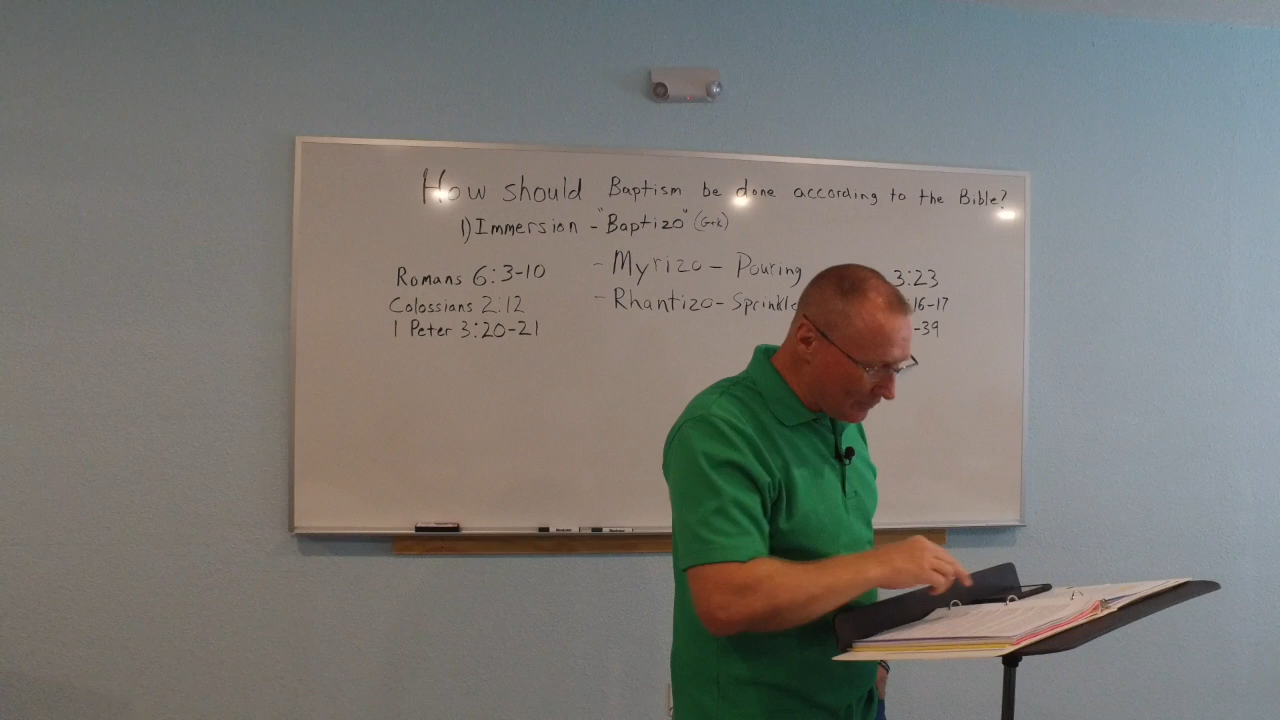 How should Baptism be done according to the Bible?
1) Immersion - "Baptizo" (Grk)
Romans 6:3-10
Colossians 2:12
1 Peter 3:20-21
- Myrizo - Pouring
- Rhantizo - Sprinkl
3:23
16-17
-39